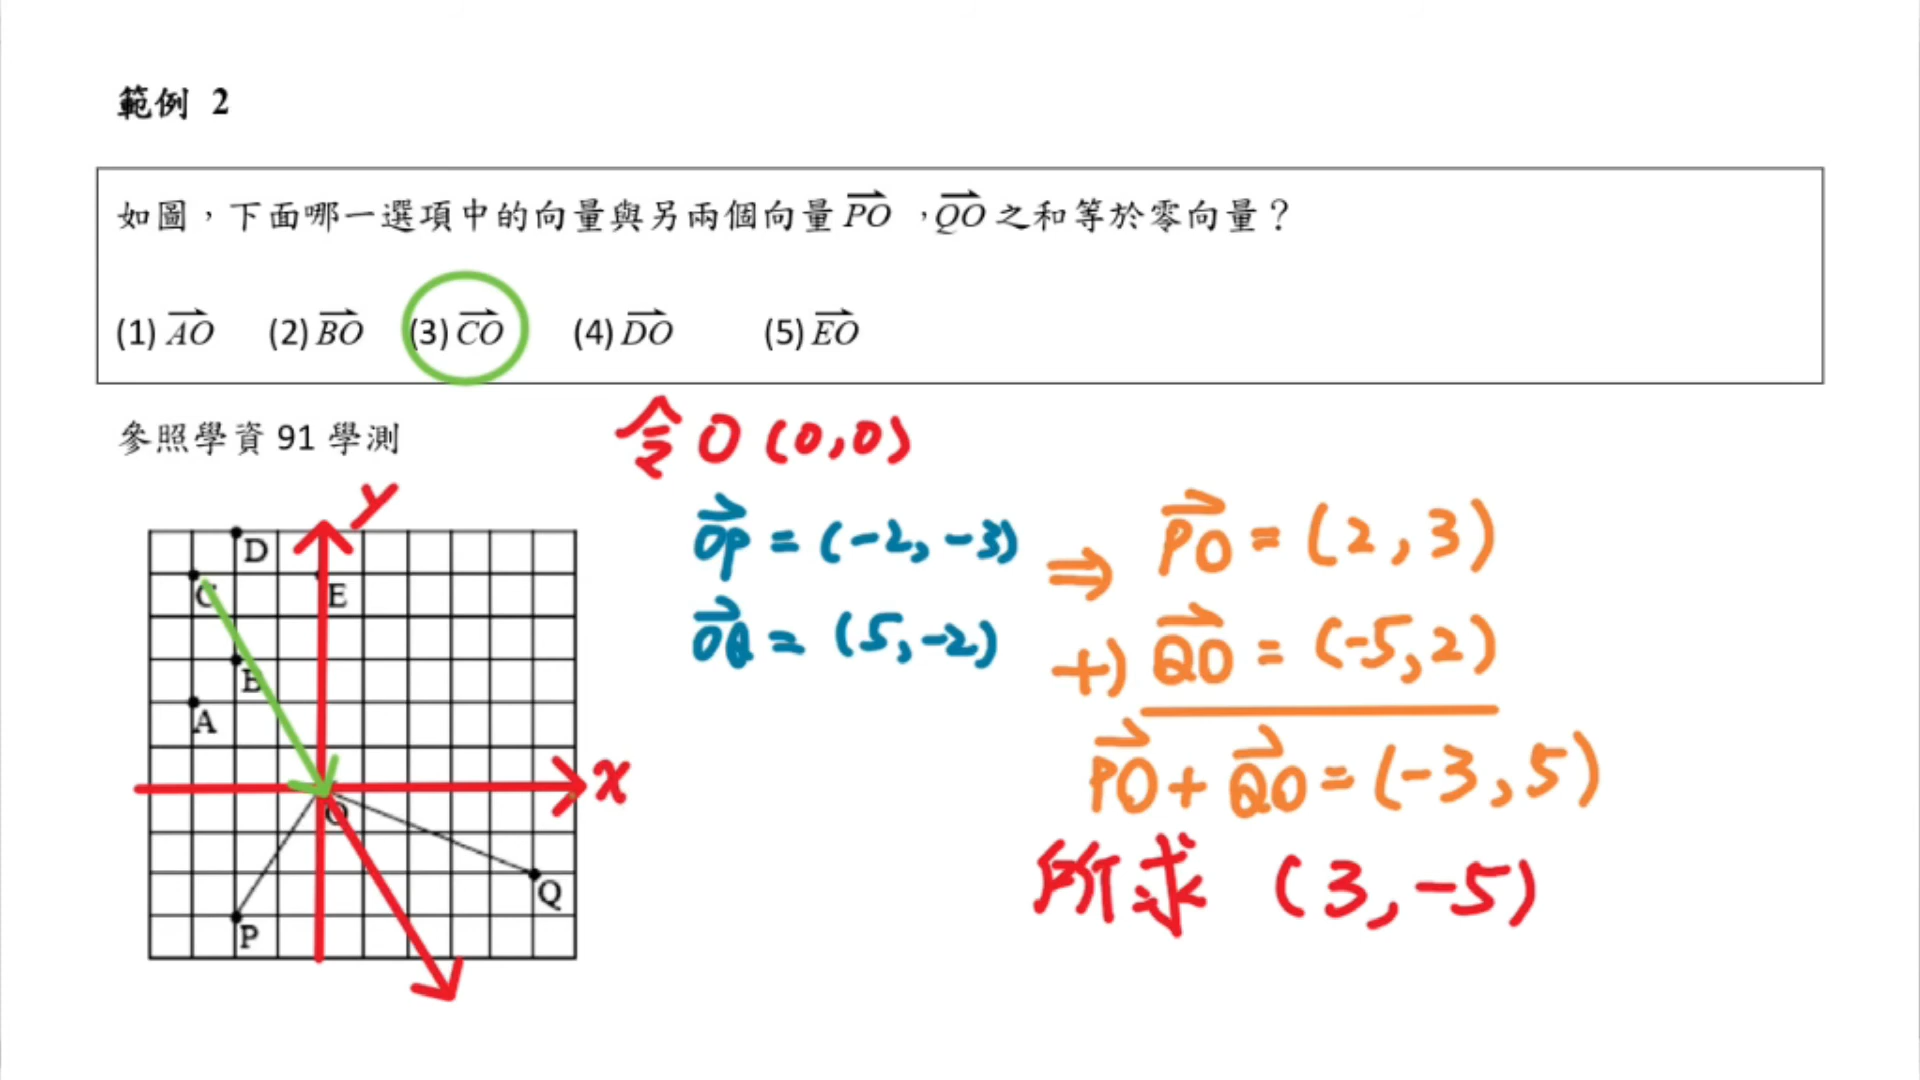 範例 2
如圖，下面哪一選項中的向量與另兩個向量 PO ，QO 之和等於零向量？
(1) AO (2) BO (3) CO (4) DO (5) EO
參照學資 91 學測
令 O (0,0)
OP = (-2,-3)
OQ = (5,-2)
⇒ PO = (2,3)
+) QO = (-5,2)
PO + QO = (-3,5)
所求 (3,-5)
y
D
C
E
B
A
x
O
Q
P